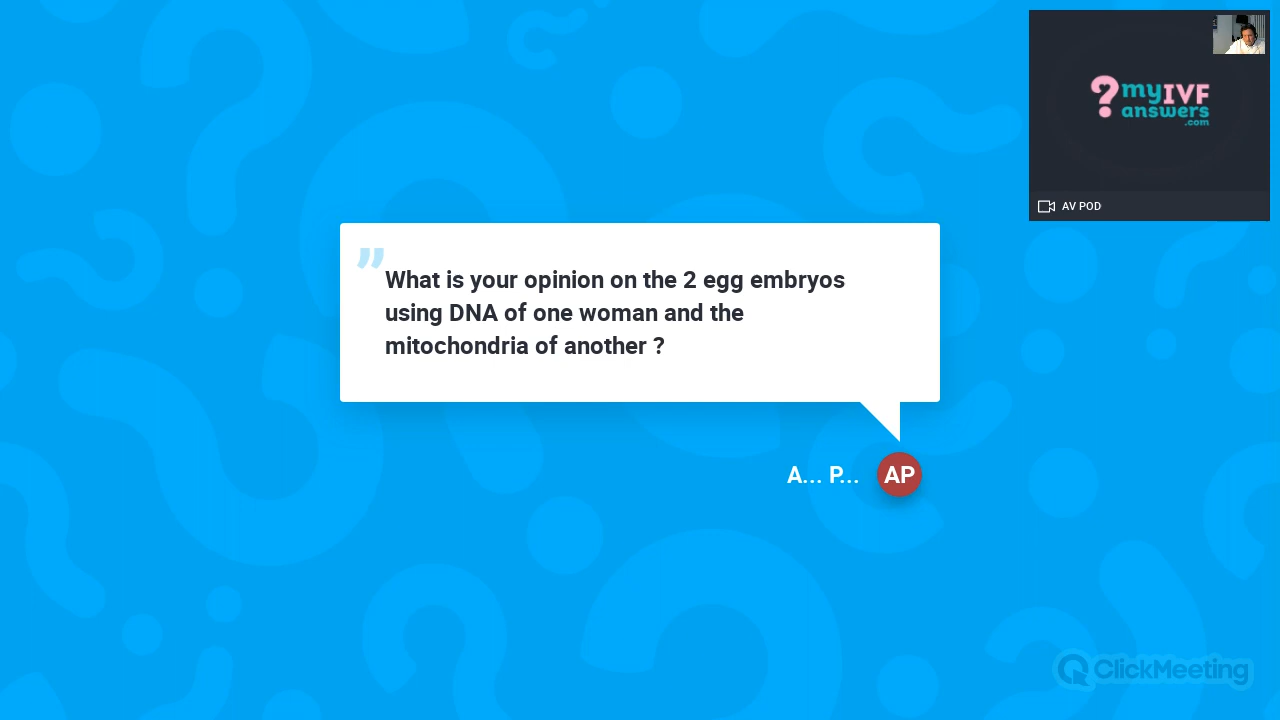 What is your opinion on the 2 egg embryos
using DNA of one woman and the
mitochondria of another ?
A... P...
AP
?myIVF
answers
.com
AV POD
ClickMeeting